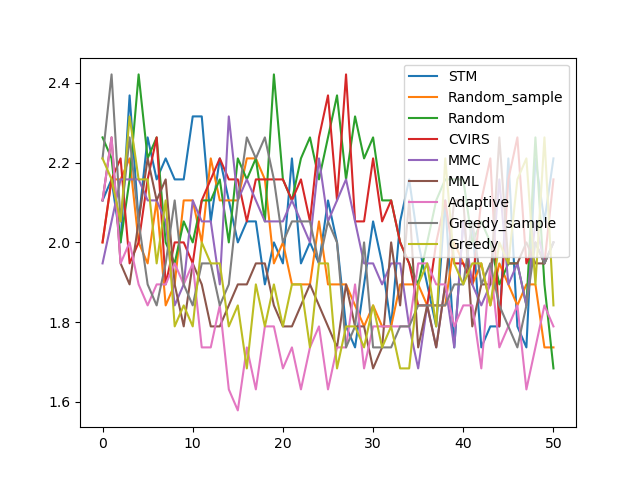 2.4
2.2
2.0
1.8
1.6
0
10
20
30
40
50
STM
Random_sample
Random
CVIRS
MMC
MML
Adaptive
Greedy_sample
Greedy